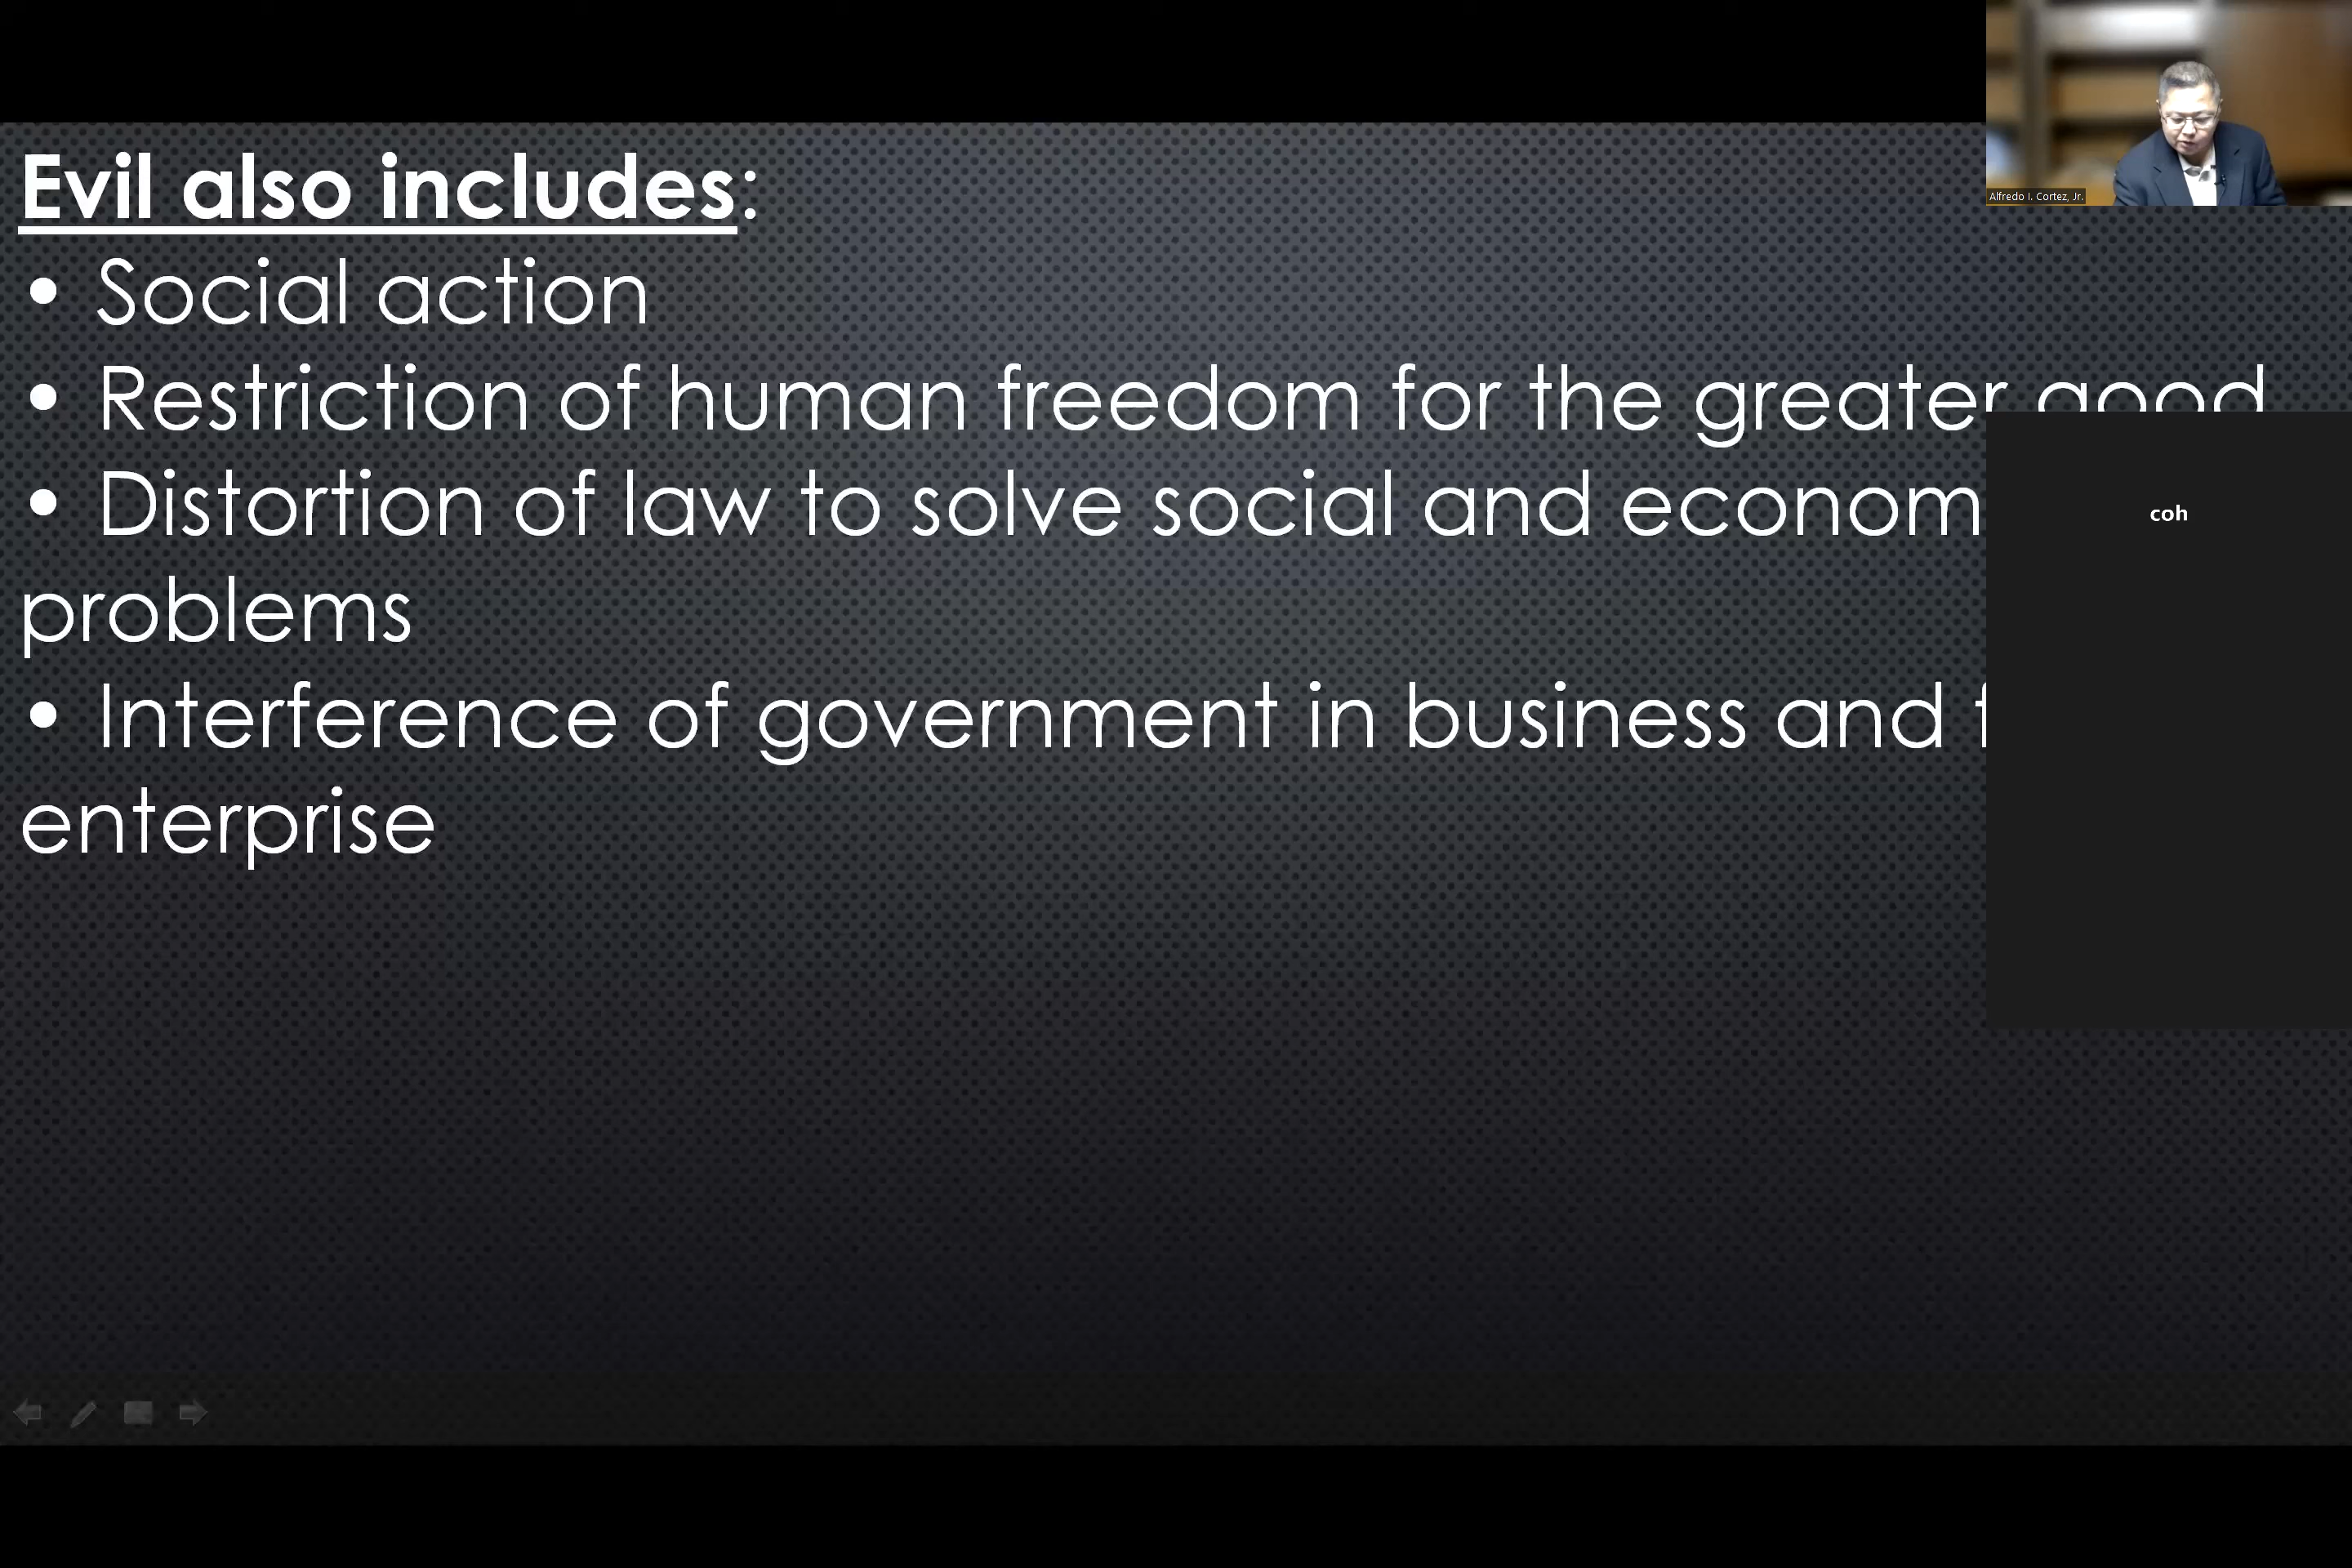 Alfredo I. Cortez, Jr.
Evil also includes:
• Social action
• Restriction of human freedom for the greater good
• Distortion of law to solve social and
problems
• Interference of government in business and
enterprise
coh